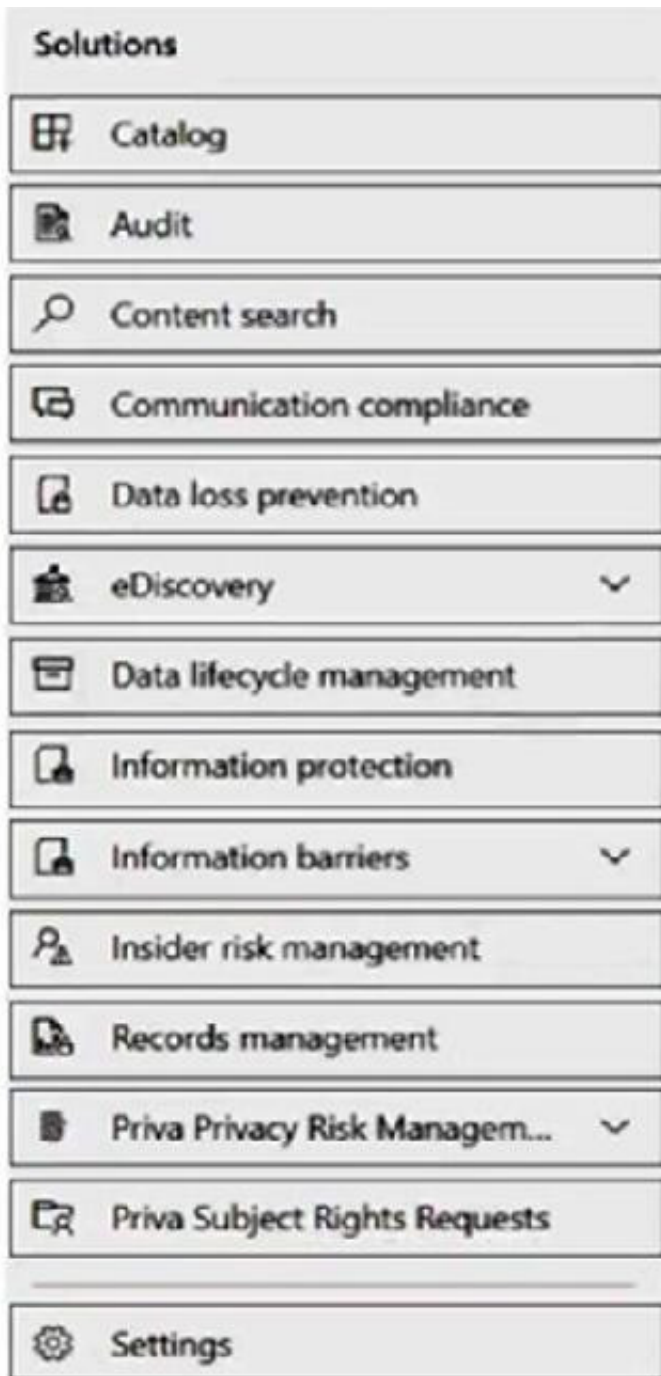 Solutions
Catalog
Audit
Content search
Communication compliance
Data loss prevention
eDiscovery
Data lifecycle management
Information protection
Information barriers
Insider risk management
Records management
Priva Privacy Risk Managem...
Priva Subject Rights Requests
Settings